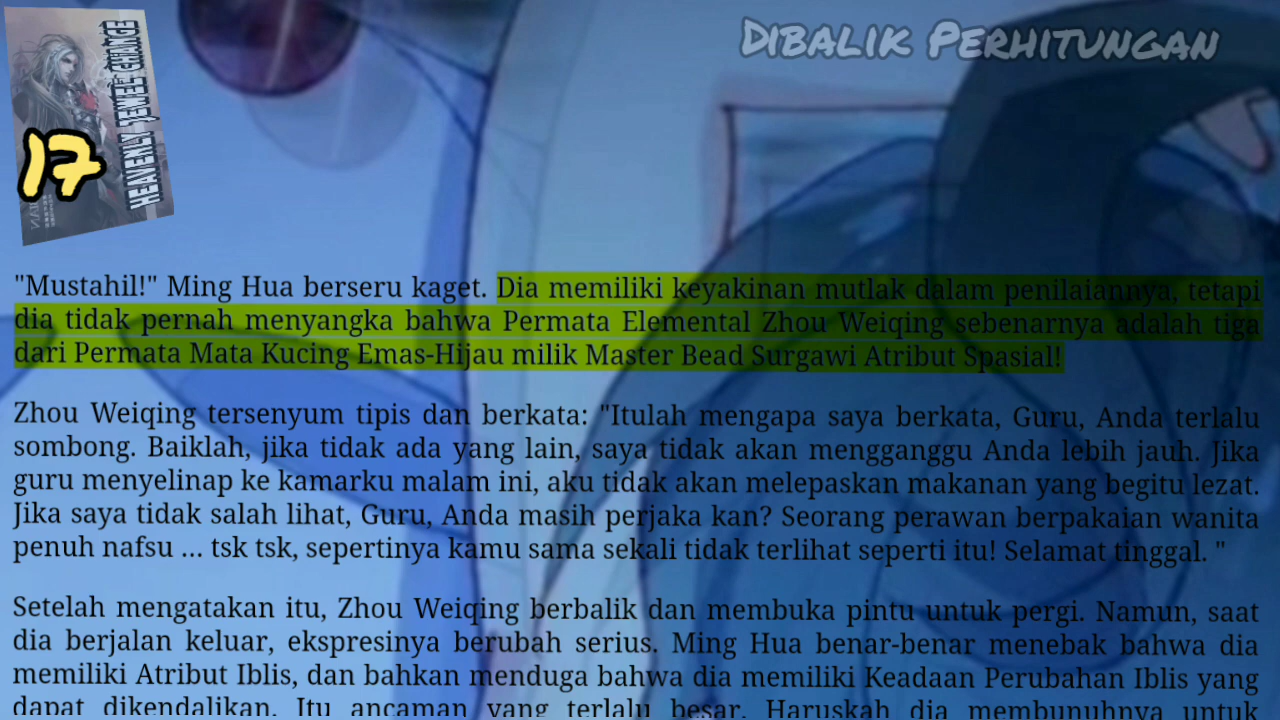 Dibalik Perhitungan
HEAVENLY JEWEL CHANGE
17
"Mustahil!" Ming Hua berseru kaget. Dia memiliki keyakinan mutlak dalam penilaiannya, tetapi
dia tidak pernah menyangka bahwa Permata Elemental Zhou Weiqing sebenarnya adalah tiga
dari Permata Mata Kucing Emas-Hijau milik Master Bead Surgawi Atribut Spasial!
Zhou Weiqing tersenyum tipis dan berkata: "Itulah mengapa saya berkata, Guru, Anda terlalu
sombong. Baiklah, jika tidak ada yang lain, saya tidak akan mengganggu Anda lebih jauh. Jika
guru menyelinap ke kamarku malam ini, aku tidak akan melepaskan makanan yang begitu lezat.
Jika saya tidak salah lihat, Guru, Anda masih perjaka kan? Seorang perawan berpakaian wanita
penuh nafsu ... tsk tsk, sepertinya kamu sama sekali tidak terlihat seperti itu! Selamat tinggal. "
Setelah mengatakan itu, Zhou Weiqing berbalik dan membuka pintu untuk pergi. Namun, saat
dia berjalan keluar, ekspresinya berubah serius. Ming Hua benar-benar menebak bahwa dia
memiliki Atribut Iblis, dan bahkan menduga bahwa dia memiliki Keadaan Perubahan Iblis yang
dapat dikendalikan. Itu ancaman yang terlalu besar. Haruskah dia membunuhnya untuk